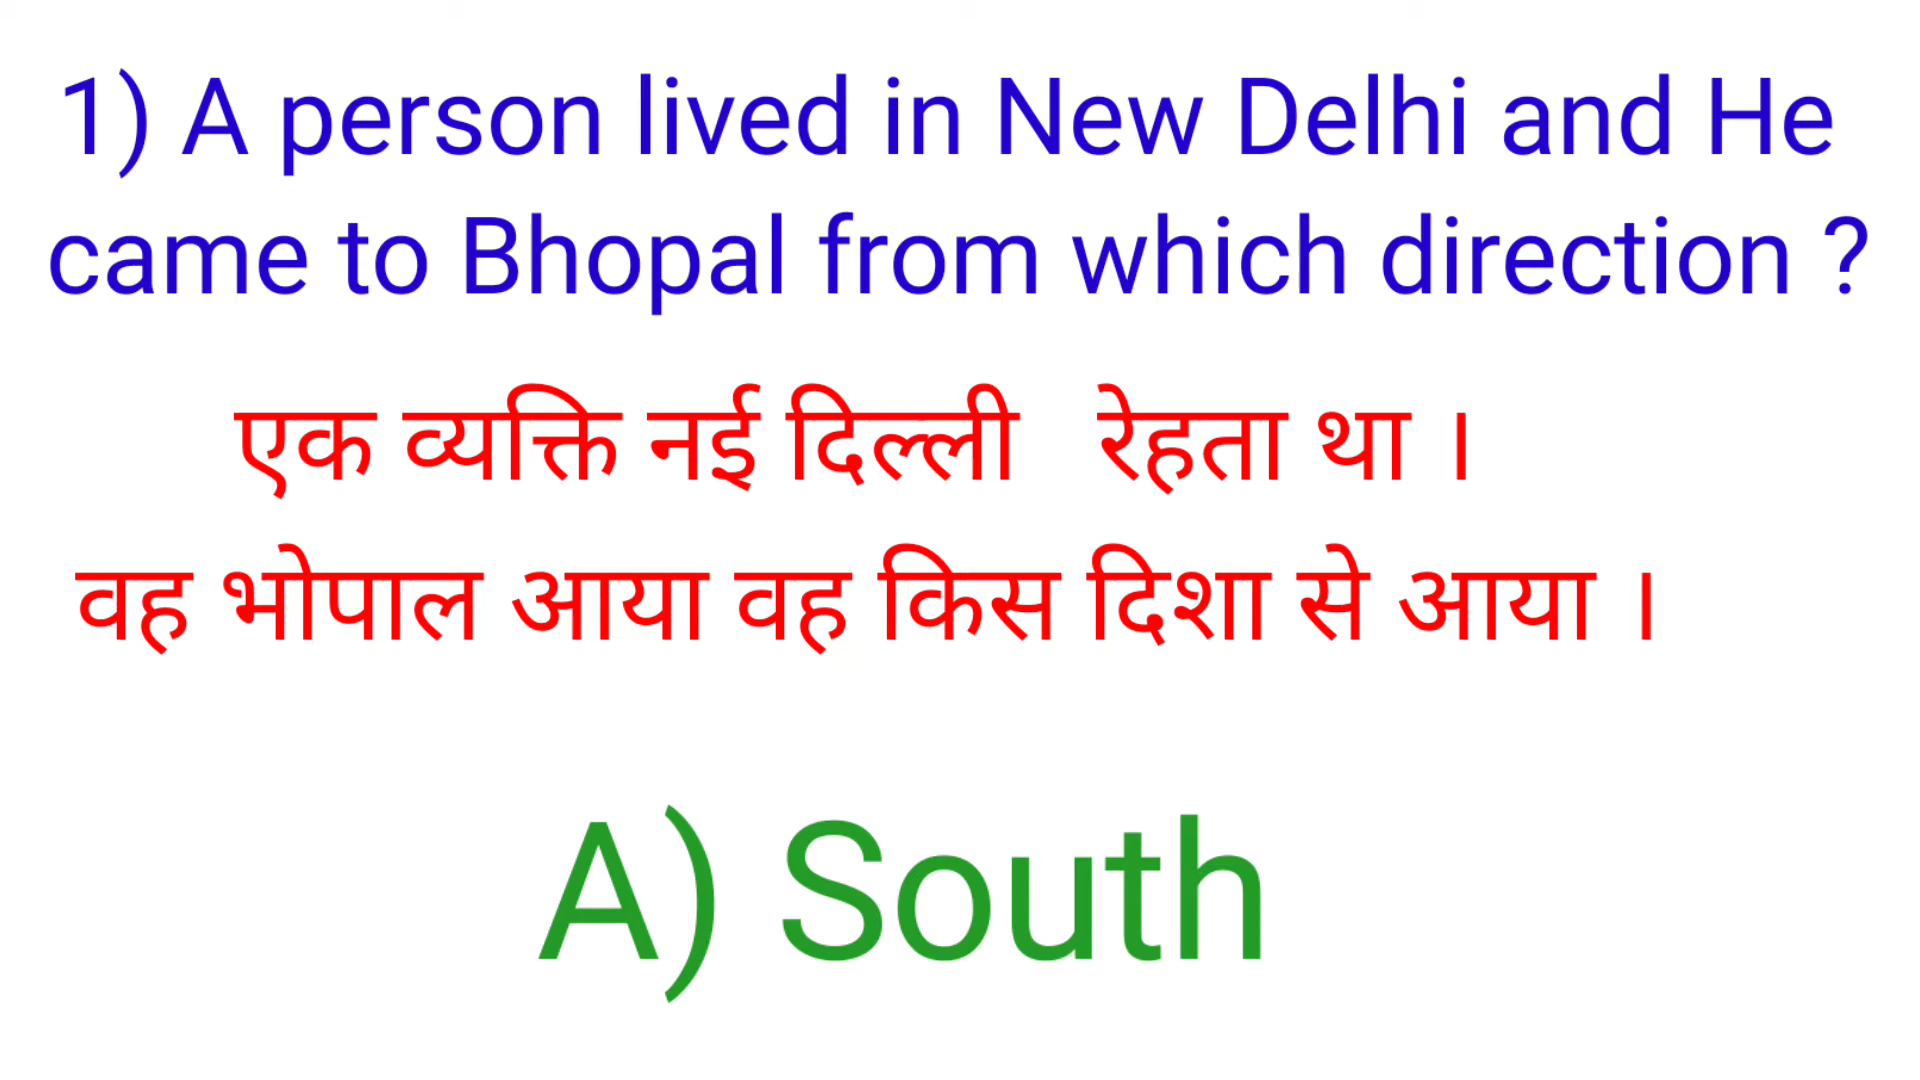 1) A person lived in New Delhi and He
came to Bhopal from which direction ?
एक व्यक्ति नई दिल्ली रेहता था ।
वह भोपाल आया वह किस दिशा से आया ।
A) South